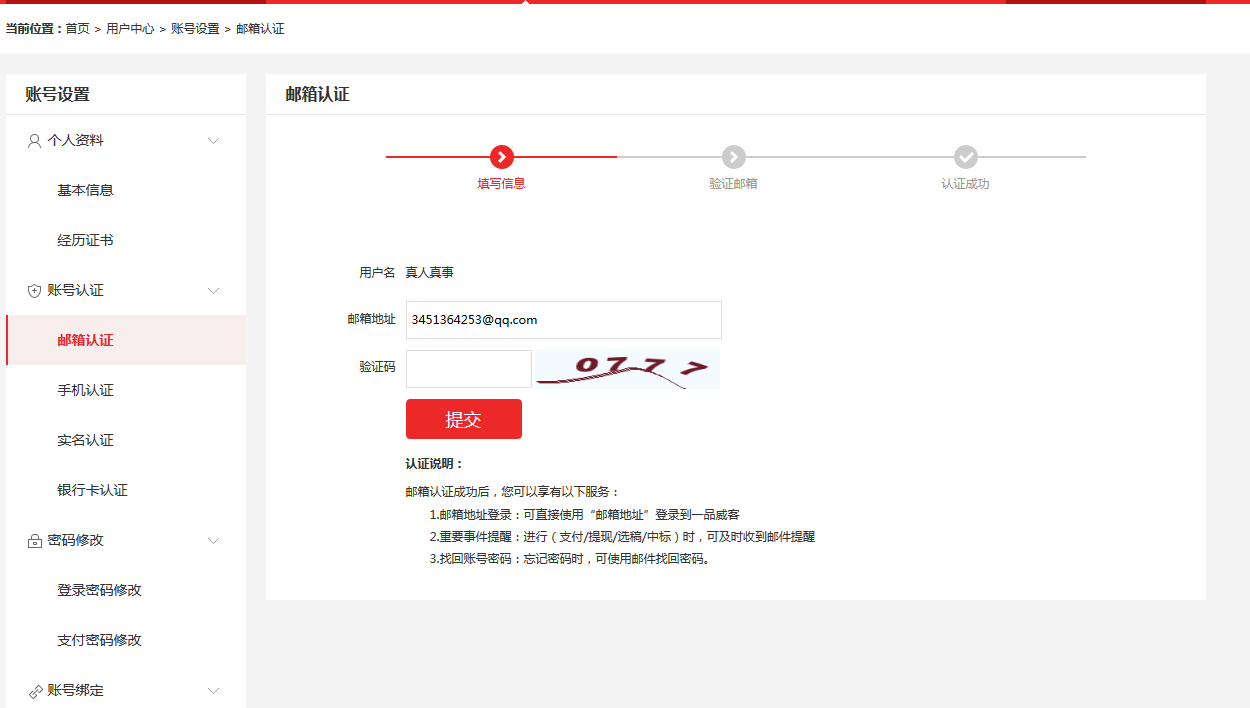 当前位置：首页 > 用户中心 > 账号设置 > 邮箱认证
账号设置
个人资料
基本信息
经历证书
账号认证
邮箱认证
手机认证
实名认证
银行卡认证
密码修改
登录密码修改
支付密码修改
账号绑定
邮箱认证
填写信息
验证邮箱
认证成功
用户名 真人真事
邮箱地址 3451364253@qq.com
验证码 0777
提交
认证说明：
邮箱认证成功后，您可以享有以下服务：
1.邮箱地址登录：可直接使用“邮箱地址”登录到一品威客
2.重要事件提醒：进行（支付/提现/选稿/中标）时，可及时收到邮件提醒
3.找回账号密码：忘记密码时，可使用邮件找回密码。